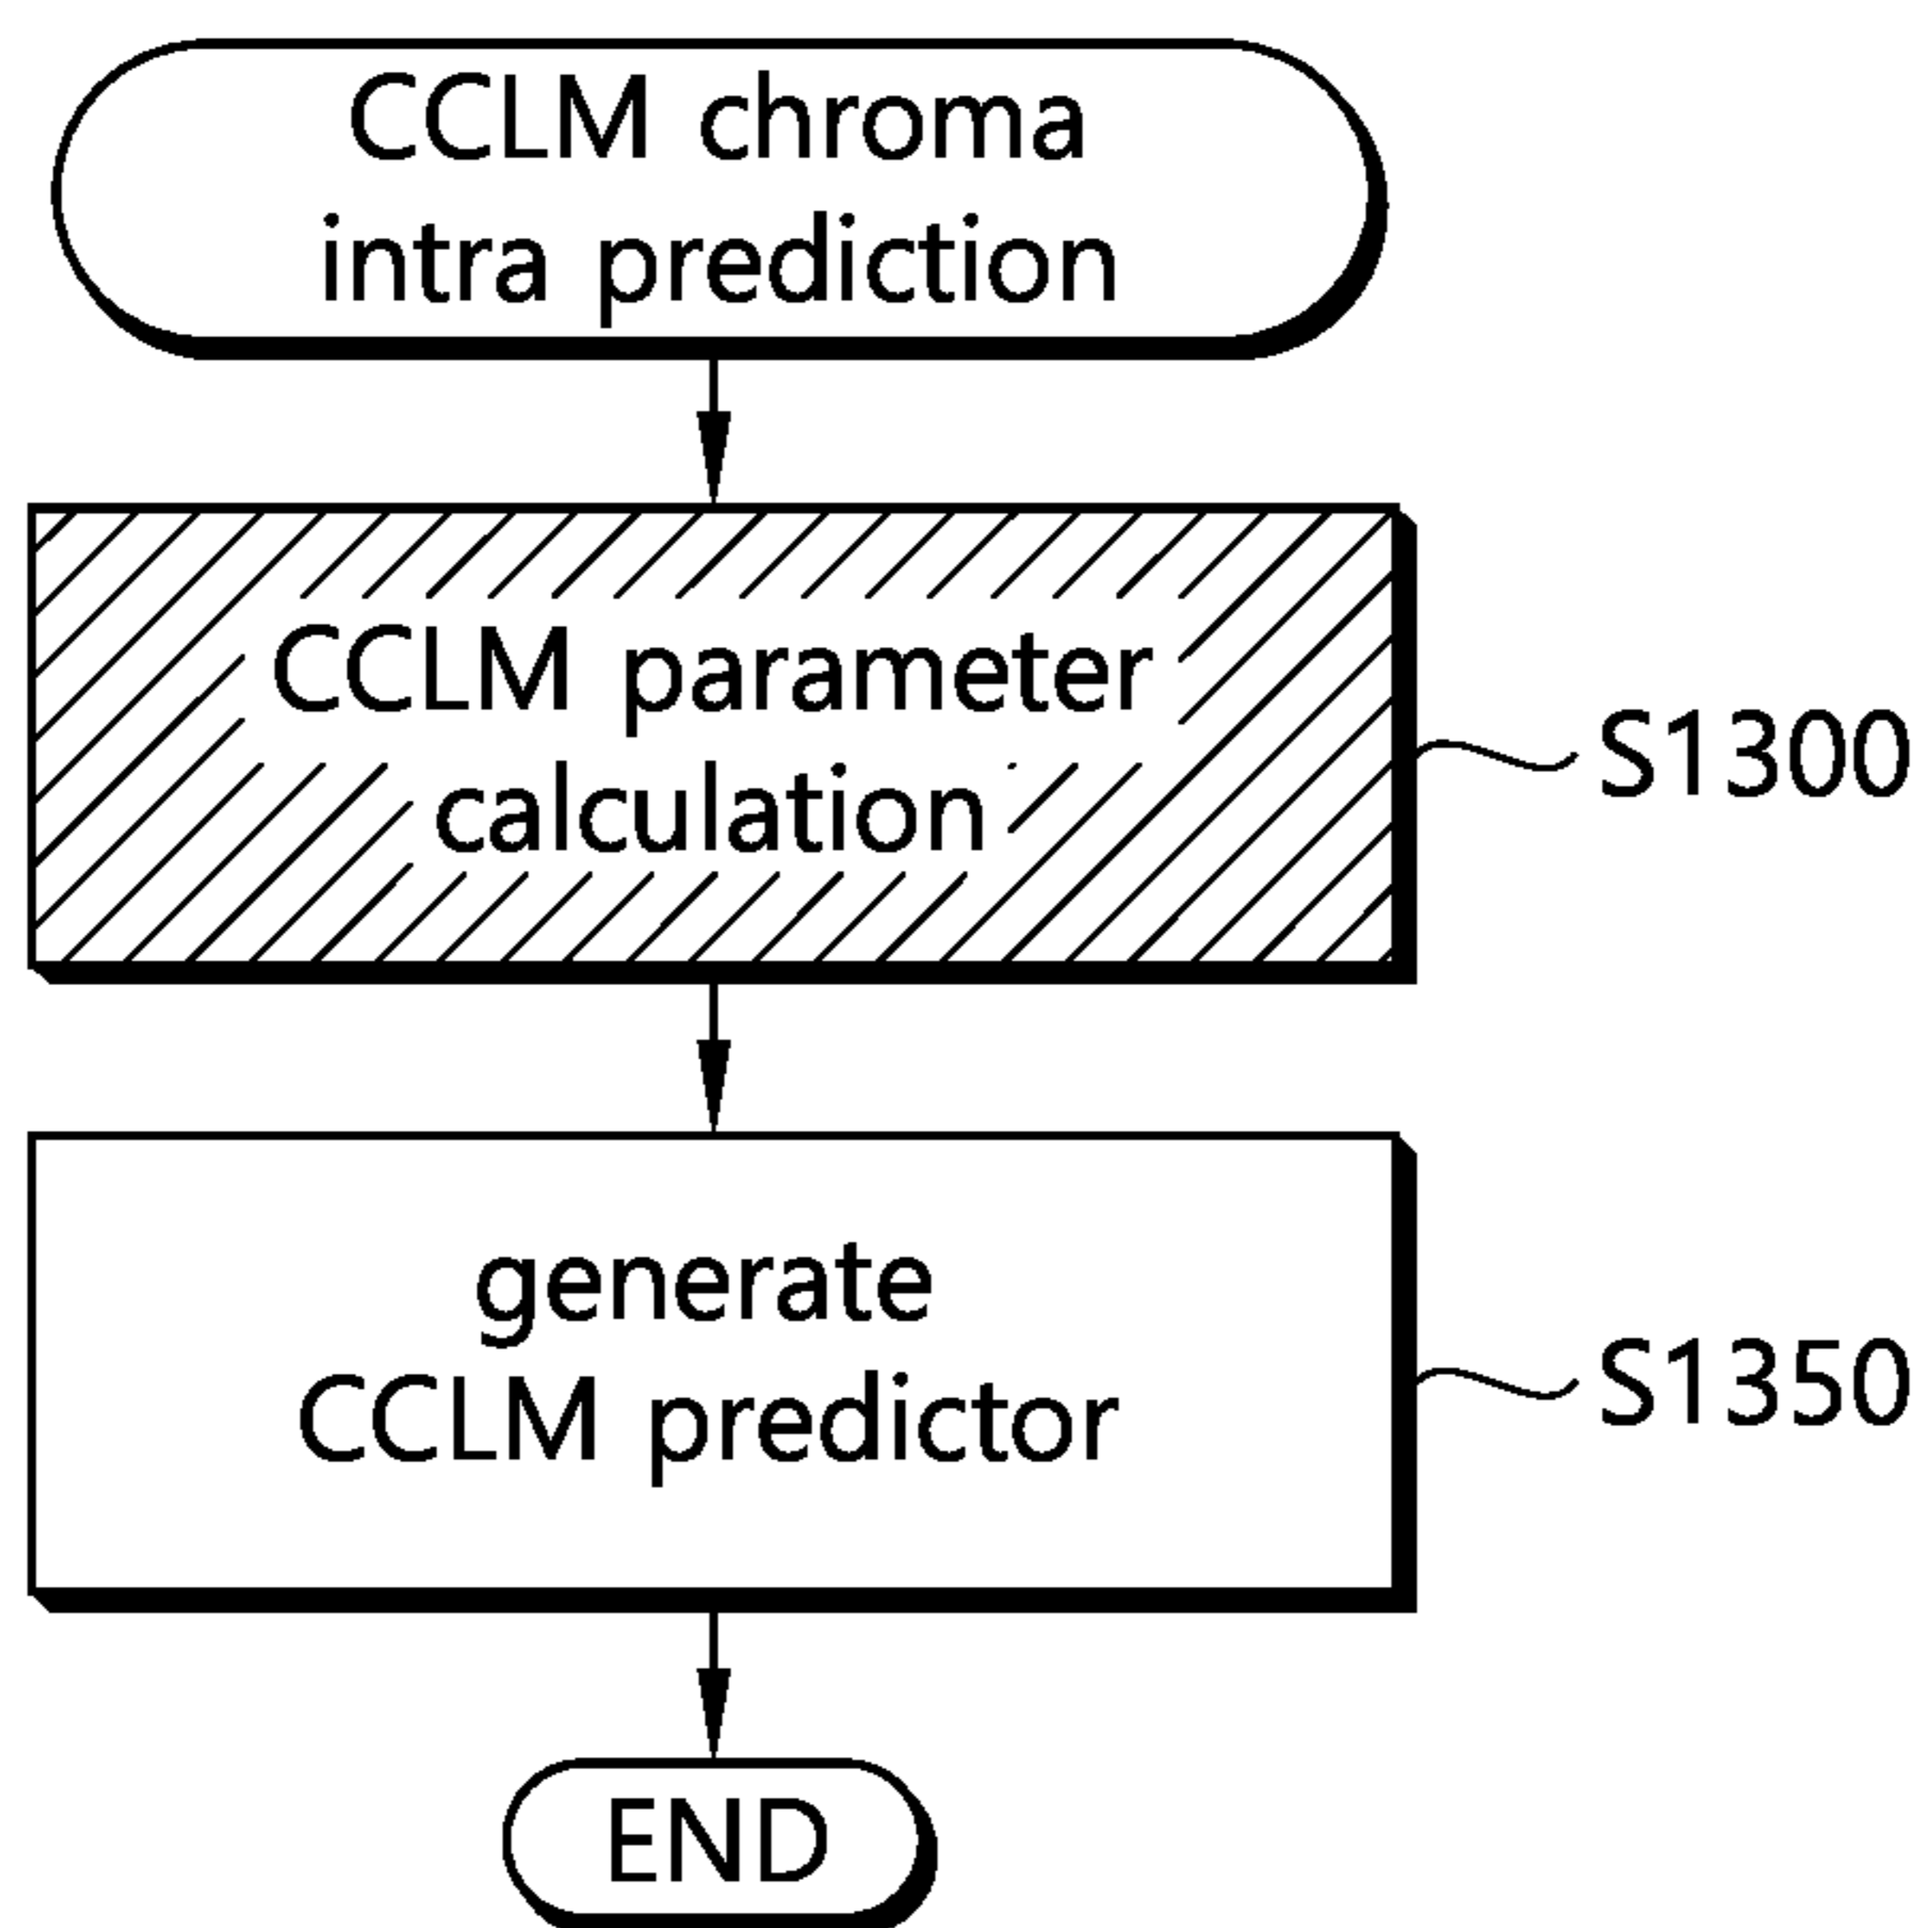 CCLM chroma
intra prediction
CCLM parameter
calculation
S1300
generate
CCLM predictor
S1350
END